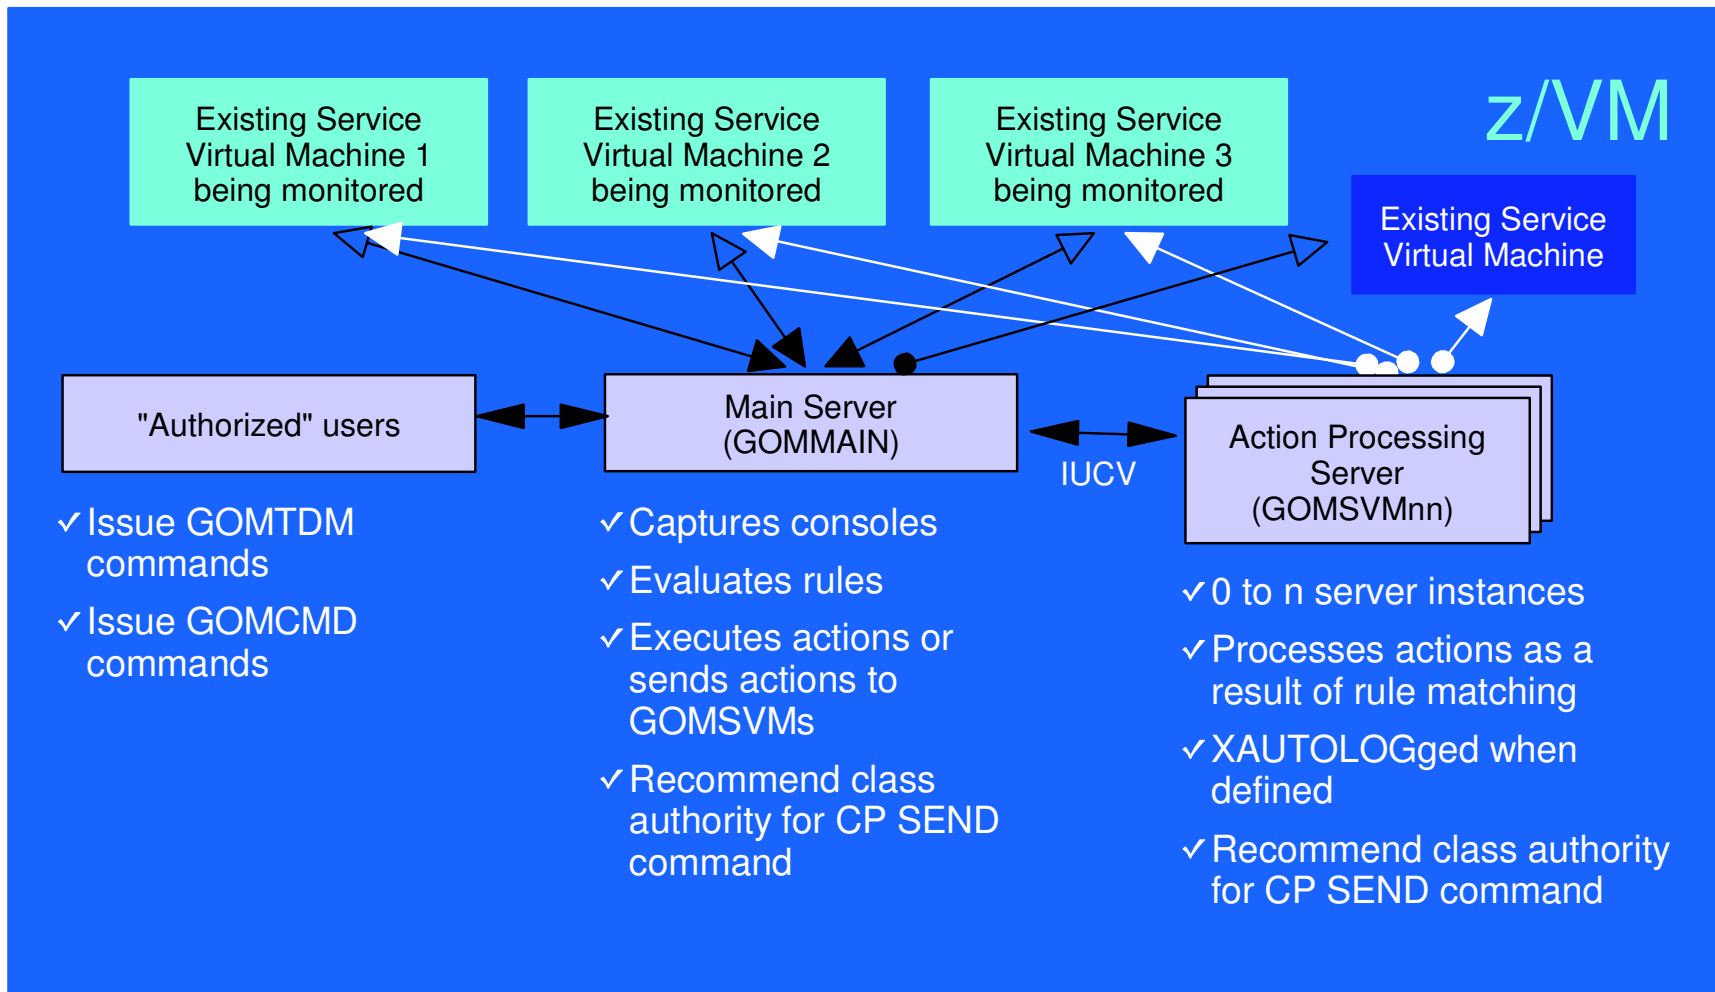 z/VM
Existing Service
Virtual Machine 1
being monitored
Existing Service
Virtual Machine 2
being monitored
Existing Service
Virtual Machine 3
being monitored
Existing Service
Virtual Machine
"Authorized" users
Main Server
(GOMMAIN)
IUCV
Action Processing
Server
(GOMSVMnn)
✓Issue GOMTDM
commands
✓Issue GOMCMD
commands
✓Captures consoles
✓Evaluates rules
✓Executes actions or
sends actions to
GOMSVMs
✓Recommend class
authority for CP SEND
command
✓0 to n server instances
✓Processes actions as a
result of rule matching
✓XAUTOLOGged when
defined
✓Recommend class authority
for CP SEND command